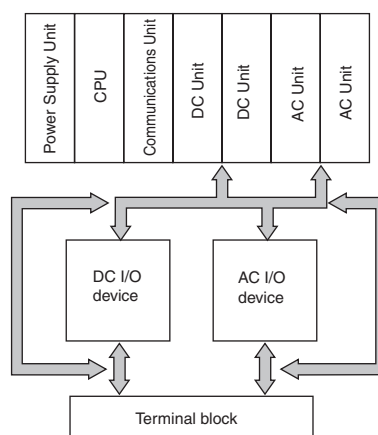 Power Supply Unit
CPU
Communications Unit
DC Unit
DC Unit
AC Unit
AC Unit
DC I/O
device
AC I/O
device
Terminal block